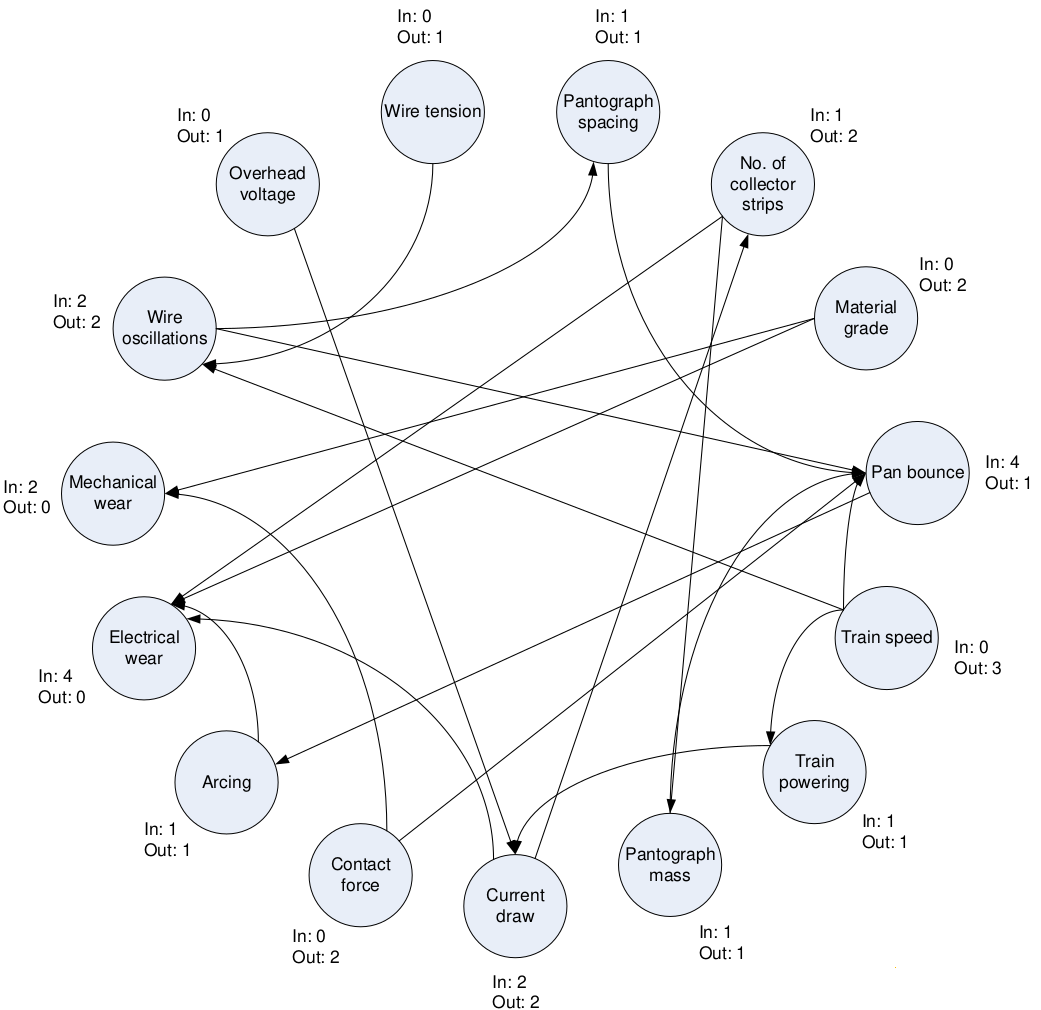 In: 0
Out: 1
In: 1
Out: 1
Wire tension
Pantograph
spacing
In: 0
Out: 1
In: 1
Out: 2
Overhead
voltage
No. of
collector
strips
In: 0
Out: 2
In: 2
Out: 2
Wire
oscillations
Material
grade
In: 2
Out: 0
Mechanical
wear
Pan bounce
In: 4
Out: 1
Electrical
wear
In: 4
Out: 0
Train speed
In: 0
Out: 3
Arcing
In: 1
Out: 1
Train
powering
In: 1
Out: 1
Contact
force
In: 0
Out: 2
Current
draw
In: 2
Out: 2
Pantograph
mass
In: 1
Out: 1